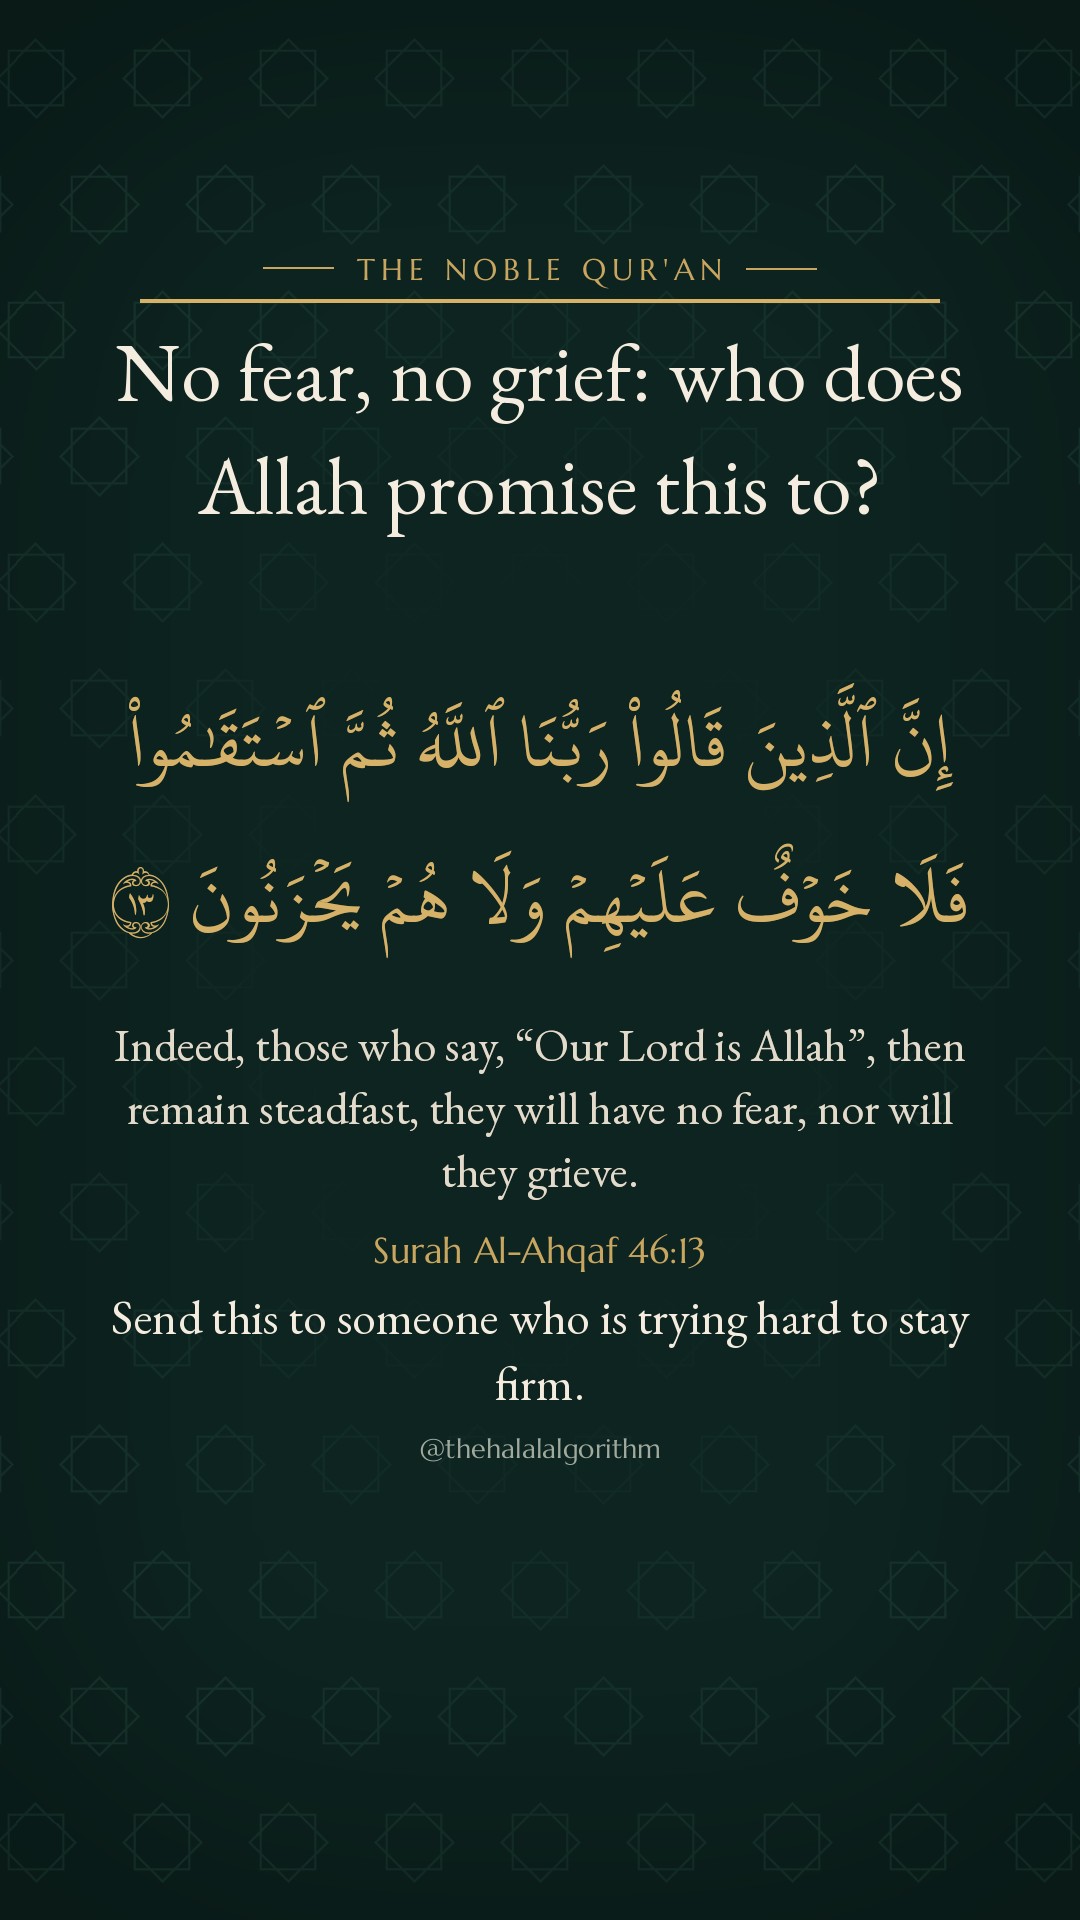 THE NOBLE QUR'AN
No fear, no grief: who does
Allah promise this to?
إِنَّ ٱلَّذِينَ قَالُوا۟ رَبُّنَا ٱللَّهُ ثُمَّ ٱسْتَقَـٰمُوا۟
فَلَا خَوْفٌ عَلَيْهِمْ وَلَا هُمْ يَحْزَنُونَ ١٣
Indeed, those who say, “Our Lord is Allah”, then
remain steadfast, they will have no fear, nor will
they grieve.
Surah Al-Ahqaf 46:13
Send this to someone who is trying hard to stay
firm.
@thehalalalgorithm